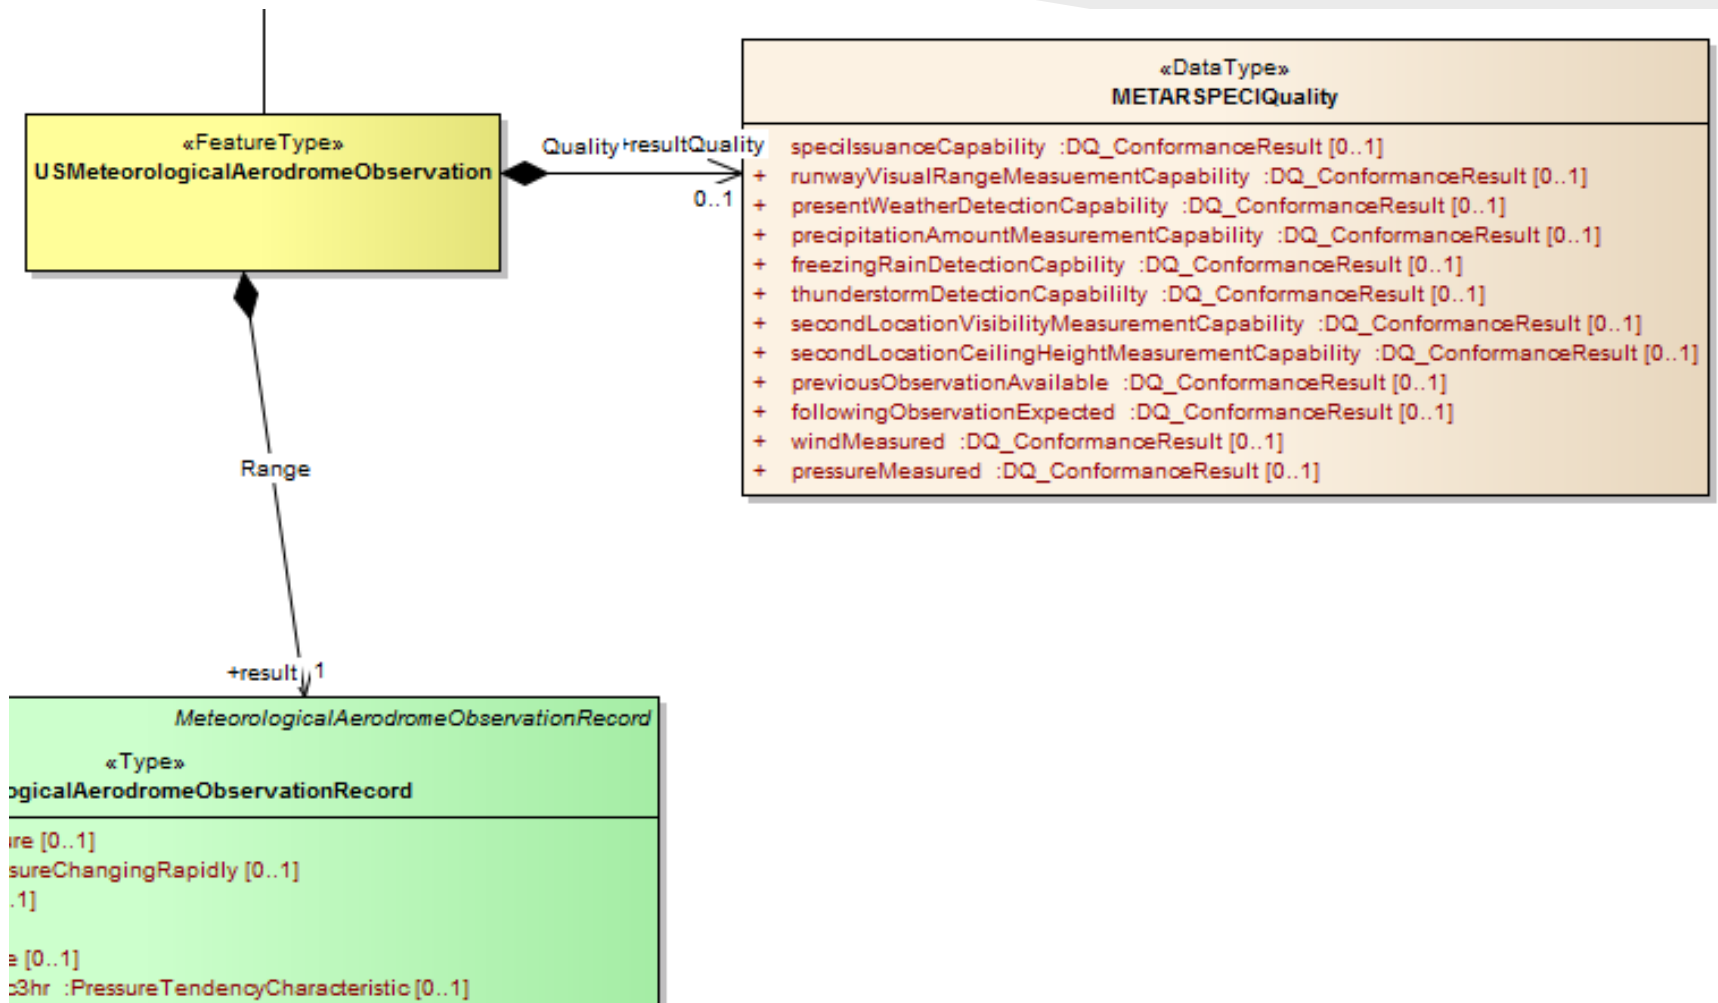 «DataType»
METARSPECIQuality
«FeatureType»
USMeteorologicalAerodromeObservation
Quality
+resultQuality
0..1
speciIssuanceCapability :DQ_ConformanceResult [0..1]
+ runwayVisualRangeMeasuementCapability :DQ_ConformanceResult [0..1]
+ presentWeatherDetectionCapability :DQ_ConformanceResult [0..1]
+ precipitationAmountMeasurementCapability :DQ_ConformanceResult [0..1]
+ freezingRainDetectionCapbility :DQ_ConformanceResult [0..1]
+ thunderstormDetectionCapabililty :DQ_ConformanceResult [0..1]
+ secondLocationVisibilityMeasurementCapability :DQ_ConformanceResult [0..1]
+ secondLocationCeilingHeightMeasurementCapability :DQ_ConformanceResult [0..1]
+ previousObservationAvailable :DQ_ConformanceResult [0..1]
+ followingObservationExpected :DQ_ConformanceResult [0..1]
+ windMeasured :DQ_ConformanceResult [0..1]
+ pressureMeasured :DQ_ConformanceResult [0..1]
Range
+result 1
MeteorologicalAerodromeObservationRecord
«Type»
ogicalAerodromeObservationRecord
ure [0..1]
sureChangingRapidly [0..1]
.1]
e [0..1]
c3hr :PressureTendencyCharacteristic [0..1]